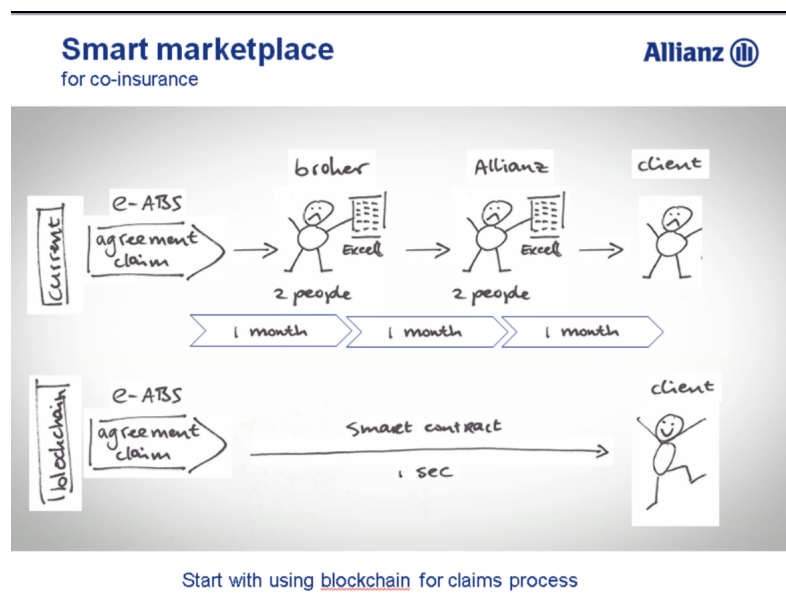 Smart marketplace
for co-insurance
Allianz
broker
Allianz
client
current
e-ABS
agreement
claim
Excell
Excell
2 people
2 people
1 month
1 month
1 month
blockchain
e-ABS
agreement
claim
Smart contract
1 sec
client
Start with using blockchain for claims process